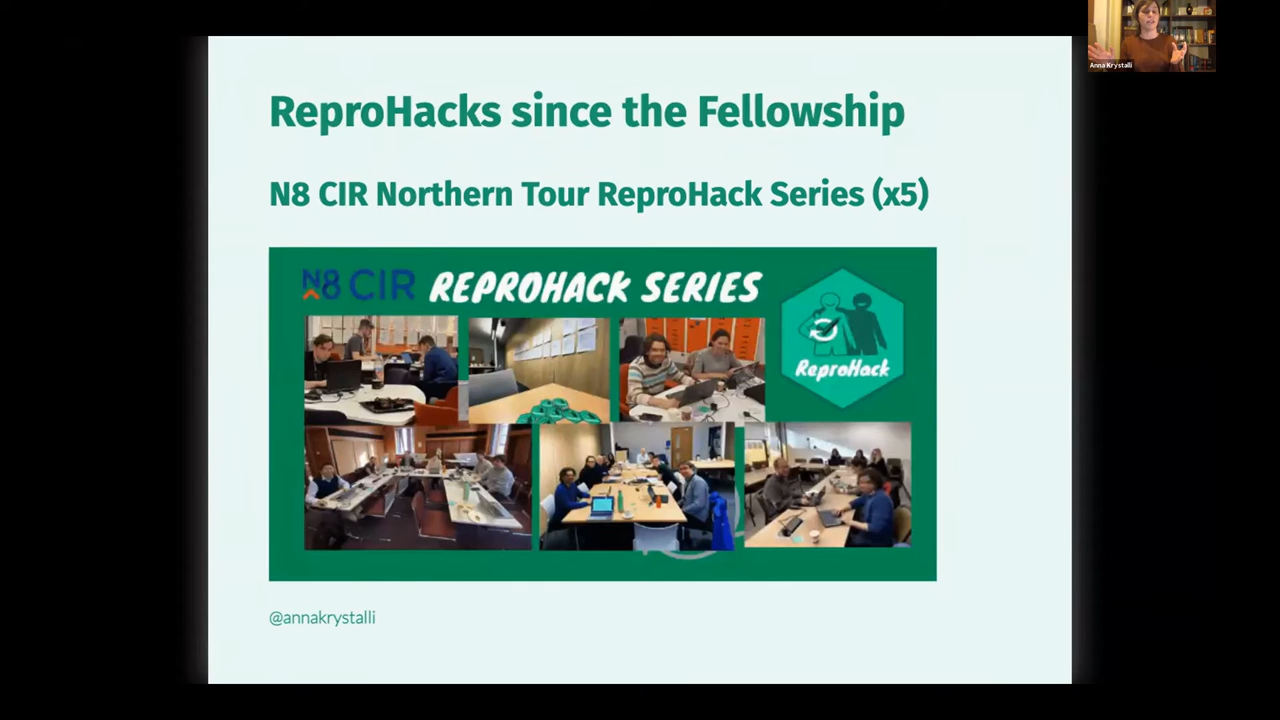 Anna Krystalli
ReproHacks since the Fellowship
N8 CIR Northern Tour ReproHack Series (x5)
N8 CIR REPROHACK SERIES
ReproHack
@annakrystalli